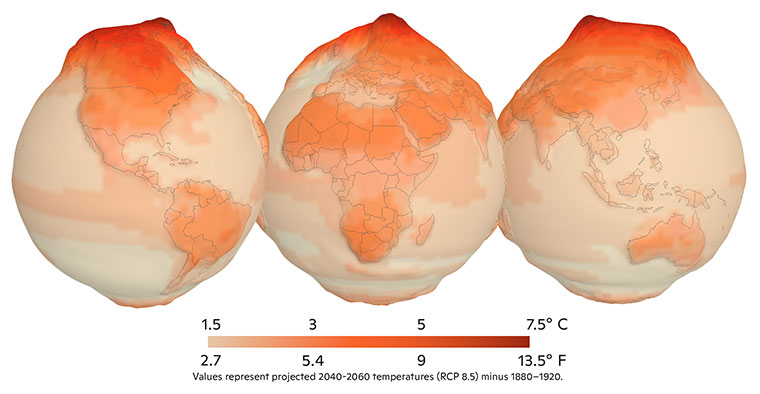 1.5 3 5 7.5° C
2.7 5.4 9 13.5° F
Values represent projected 2040-2060 temperatures (RCP 8.5) minus 1880–1920.